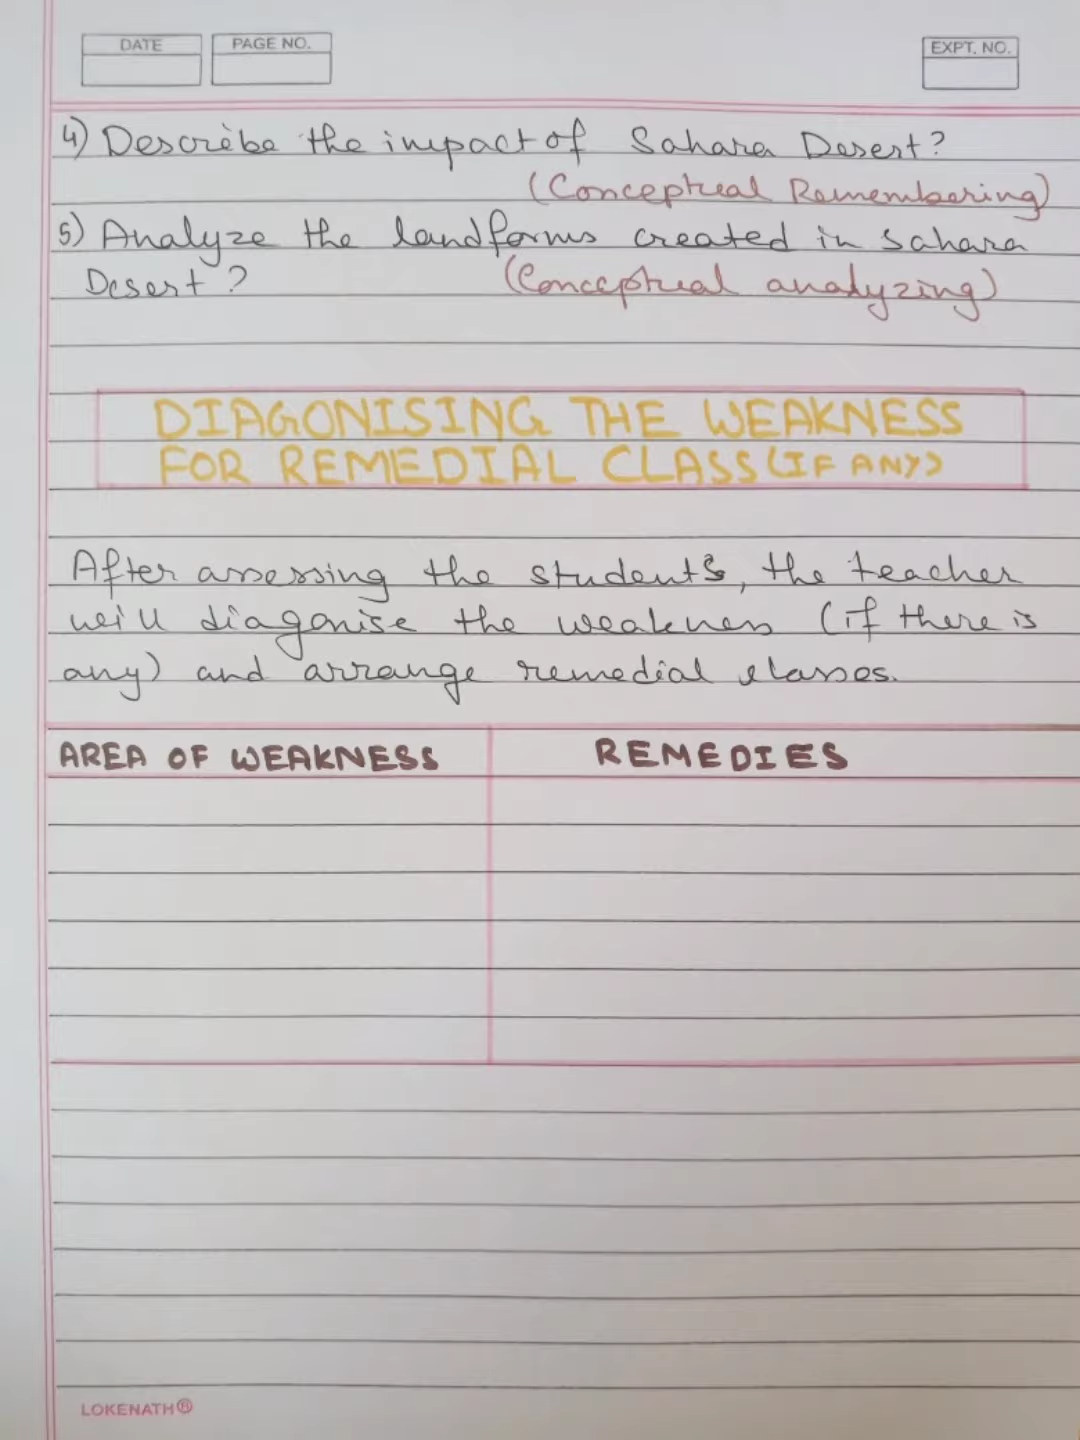 DATE PAGE NO. EXPT. NO.
4) Describe the impact of Sahara Desert?
(Conceptual Remembering)
5) Analyze the landforms created in Sahara
Desert? (Conceptual analyzing)
DIAGONISING THE WEAKNESS
FOR REMEDIAL CLASS (IF ANY)
After assessing the students, the teacher
will diagonise the weakness (if there is
any) and arrange remedial classes.
AREA OF WEAKNESS REMEDIES
LOKENATH®